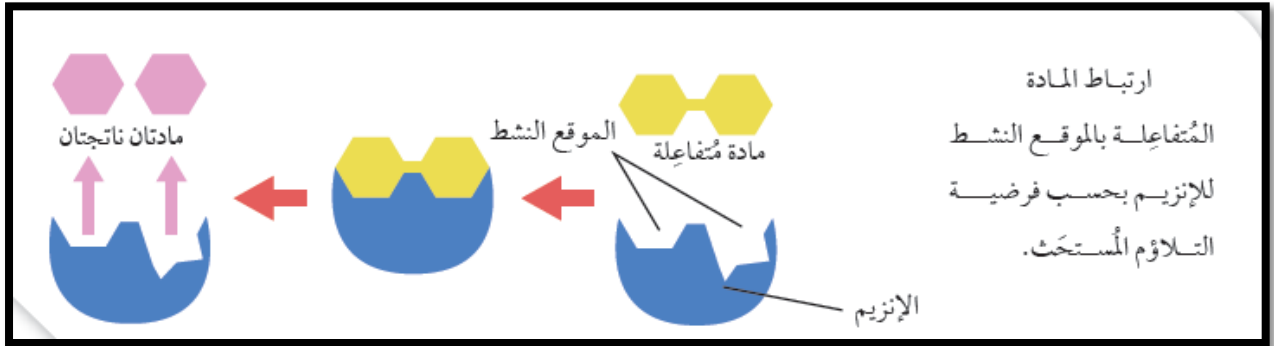 ارتباط المادة
المُتفاعِلة بالموقع النشط
للإنزيم بحسب فرضية
التلاؤم المُستحَث.
مادة مُتفاعِلة
الموقع النشط
الإنزيم
مادتان ناتجتان